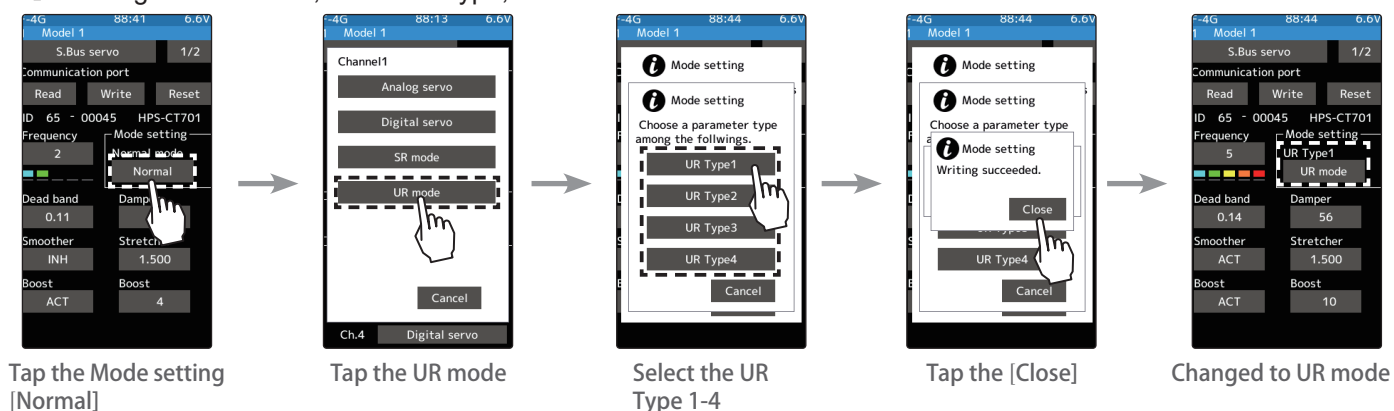 -4G 88:41 6.6V
Model 1
S.Bus servo 1/2
Communication port
Read Write Reset
ID 65 - 00045 HPS-CT701
Frequency Mode setting
Normal mode
2 Normal
Dead band Damper
0.11
Smoother Stretcher
INH 1.500
Boost Boost
ACT 4
Tap the Mode setting
[Normal]
-4G 88:13 6.6V
Model 1
Channel1
Analog servo
Digital servo
SR mode
UR mode
Cancel
Ch.4 Digital servo
Tap the UR mode
-4G 88:44 6.6V
Model 1
Mode setting
Mode setting
Choose a parameter type
among the follwings.
UR Type1
UR Type2
UR Type3
UR Type4
Cancel
Select the UR
Type 1-4
-4G 88:44 6.6V
Model 1
Mode setting
Mode setting
Choose a parameter type
Mode setting
Writing succeeded.
Close
UR Type4
Cancel
Tap the [Close]
-4G 88:44 6.6V
1 Model 1
S.Bus servo 1/2
Communication port
Read Write Reset
ID 65 - 00045 HPS-CT701
Frequency Mode setting
UR Type1
5 UR mode
Dead band Damper
0.14 56
Smoother Stretcher
ACT 1.500
Boost Boost
ACT 10
Changed to UR mode